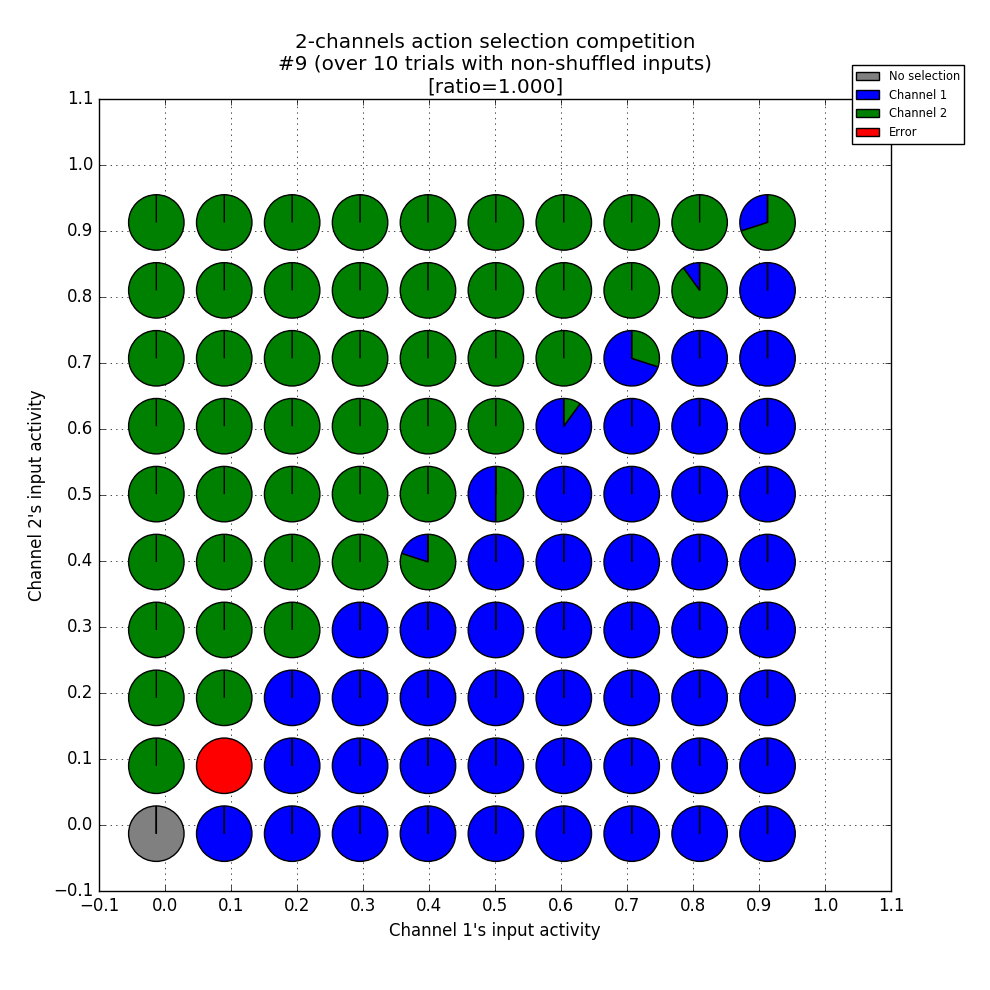 2-channels action selection competition
#9 (over 10 trials with non-shuffled inputs)
[ratio=1.000]
No selection
Channel 1
Channel 2
Error
1.1
1.0
0.9
0.8
0.7
0.6
0.5
0.4
0.3
0.2
0.1
0.0
−0.1
Channel 2's input activity
−0.1 0.0 0.1 0.2 0.3 0.4 0.5 0.6 0.7 0.8 0.9 1.0 1.1
Channel 1's input activity